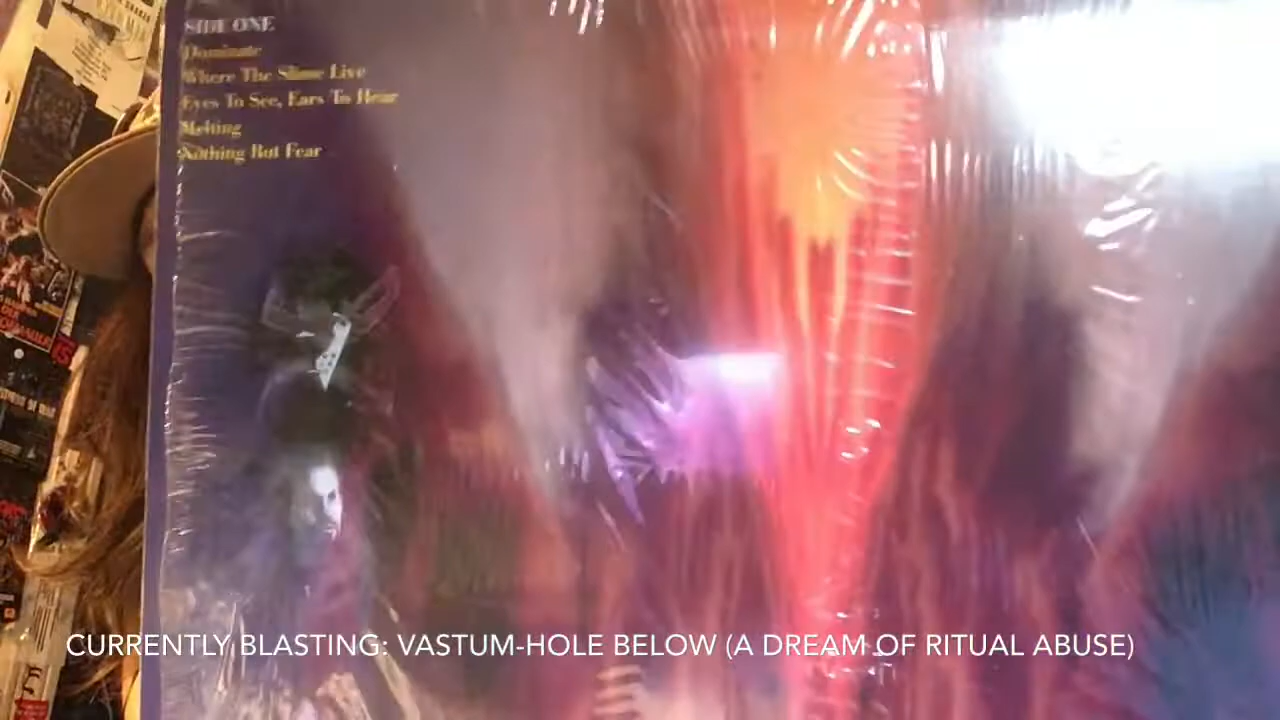 SIDE ONE
Dominate
Where The Slime Live
Eyes To See, Ears To Hear
Melting
Nothing But Fear
CURRENTLY BLASTING: VASTUM-HOLE BELOW (A DREAM OF RITUAL ABUSE)